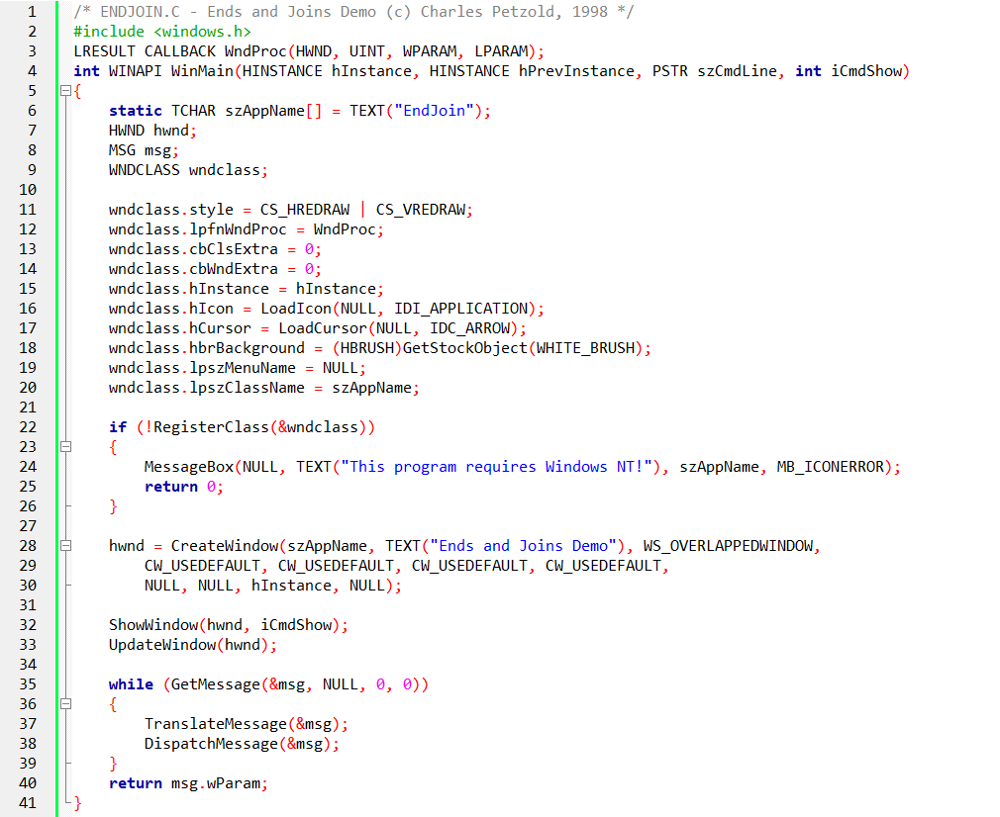 1 /* ENDJOIN.C - Ends and Joins Demo (c) Charles Petzold, 1998 */
2 #include <windows.h>
3 LRESULT CALLBACK WndProc(HWND, UINT, WPARAM, LPARAM);
4 int WINAPI WinMain(HINSTANCE hInstance, HINSTANCE hPrevInstance, PSTR szCmdLine, int iCmdShow)
5 {
6     static TCHAR szAppName[] = TEXT("EndJoin");
7     HWND hwnd;
8     MSG msg;
9     WNDCLASS wndclass;
10
11     wndclass.style = CS_HREDRAW | CS_VREDRAW;
12     wndclass.lpfnWndProc = WndProc;
13     wndclass.cbClsExtra = 0;
14     wndclass.cbWndExtra = 0;
15     wndclass.hInstance = hInstance;
16     wndclass.hIcon = LoadIcon(NULL, IDI_APPLICATION);
17     wndclass.hCursor = LoadCursor(NULL, IDC_ARROW);
18     wndclass.hbrBackground = (HBRUSH)GetStockObject(WHITE_BRUSH);
19     wndclass.lpszMenuName = NULL;
20     wndclass.lpszClassName = szAppName;
21
22     if (!RegisterClass(&wndclass))
23     {
24         MessageBox(NULL, TEXT("This program requires Windows NT!"), szAppName, MB_ICONERROR);
25         return 0;
26     }
27
28     hwnd = CreateWindow(szAppName, TEXT("Ends and Joins Demo"), WS_OVERLAPPEDWINDOW,
29         CW_USEDEFAULT, CW_USEDEFAULT, CW_USEDEFAULT, CW_USEDEFAULT,
30         NULL, NULL, hInstance, NULL);
31
32     ShowWindow(hwnd, iCmdShow);
33     UpdateWindow(hwnd);
34
35     while (GetMessage(&msg, NULL, 0, 0))
36     {
37         TranslateMessage(&msg);
38         DispatchMessage(&msg);
39     }
40     return msg.wParam;
41 }